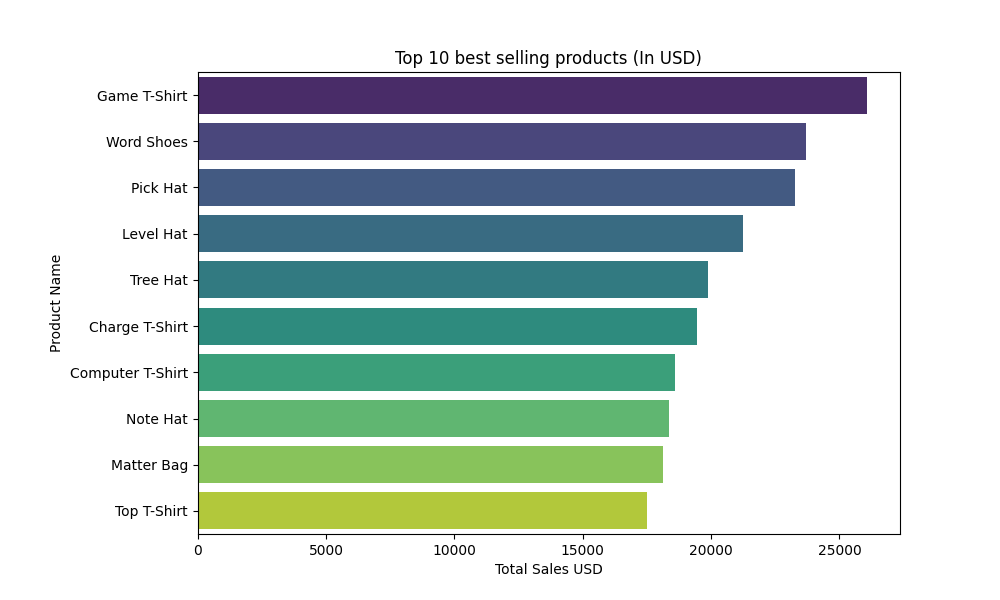 Top 10 best selling products (In USD)
Product Name
Game T-Shirt
Word Shoes
Pick Hat
Level Hat
Tree Hat
Charge T-Shirt
Computer T-Shirt
Note Hat
Matter Bag
Top T-Shirt
0 5000 10000 15000 20000 25000
Total Sales USD